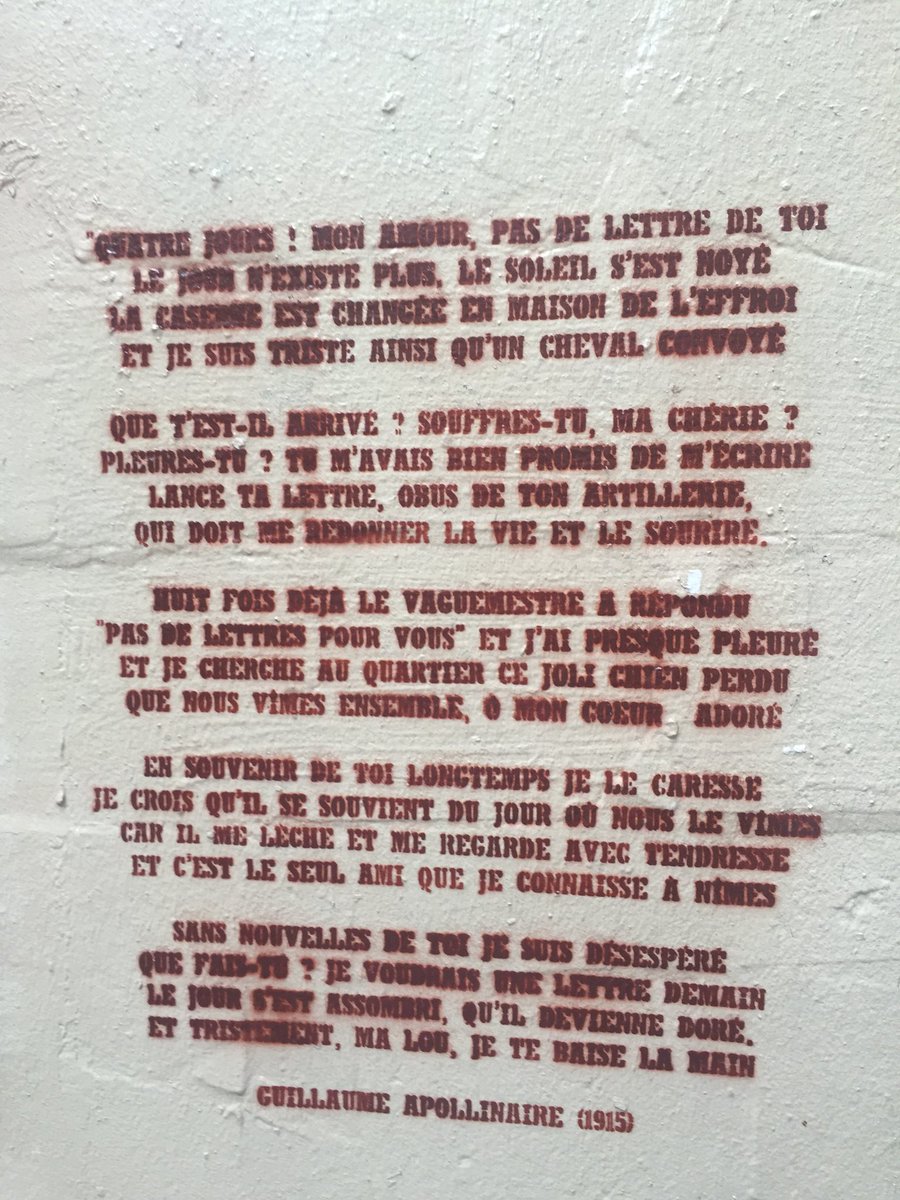 "QUATRE JOURS ! MON AMOUR, PAS DE LETTRE DE TOI
LE JOUR N'EXISTE PLUS, LE SOLEIL S'EST NOYÉ
LA CASERNE EST CHANGÉE EN MAISON DE L'EFFROI
ET JE SUIS TRISTE AINSI QU'UN CHEVAL CONVOYÉ
QUE T'EST-IL ARRIVÉ ? SOUFFRES-TU, MA CHÉRIE ?
PLEURES-TU ? TU M'AVAIS BIEN PROMIS DE M'ÉCRIRE
LANCE TA LETTRE, OBUS DE TON ARTILLERIE,
QUI DOIT ME REDONNER LA VIE ET LE SOURIRE.
HUIT FOIS DÉJÀ LE VAGUEMESTRE A RÉPONDU
"PAS DE LETTRES POUR VOUS" ET J'AI PRESQUE PLEURÉ
ET JE CHERCHE AU QUARTIER CE JOLI CHIEN PERDU
QUE NOUS VÎMES ENSEMBLE, Ô MON COEUR ADORÉ
EN SOUVENIR DE TOI LONGTEMPS JE LE CARESSE
JE CROIS QU'IL SE SOUVIENT DU JOUR OÙ NOUS LE VÎMES
CAR IL ME LÈCHE ET ME REGARDE AVEC TENDRESSE
ET C'EST LE SEUL AMI QUE JE CONNAISSE À NÎMES
SANS NOUVELLES DE TOI JE SUIS DÉSESPÉRÉ
QUE FAIS-TU ? JE VOUDRAIS UNE LETTRE DEMAIN
LE JOUR S'EST ASSOMBRI, QU'IL DEVIENNE DORÉ.
ET TRISTEMENT, MA LOU, JE TE BAISE LA MAIN
GUILLAUME APOLLINAIRE (1915)